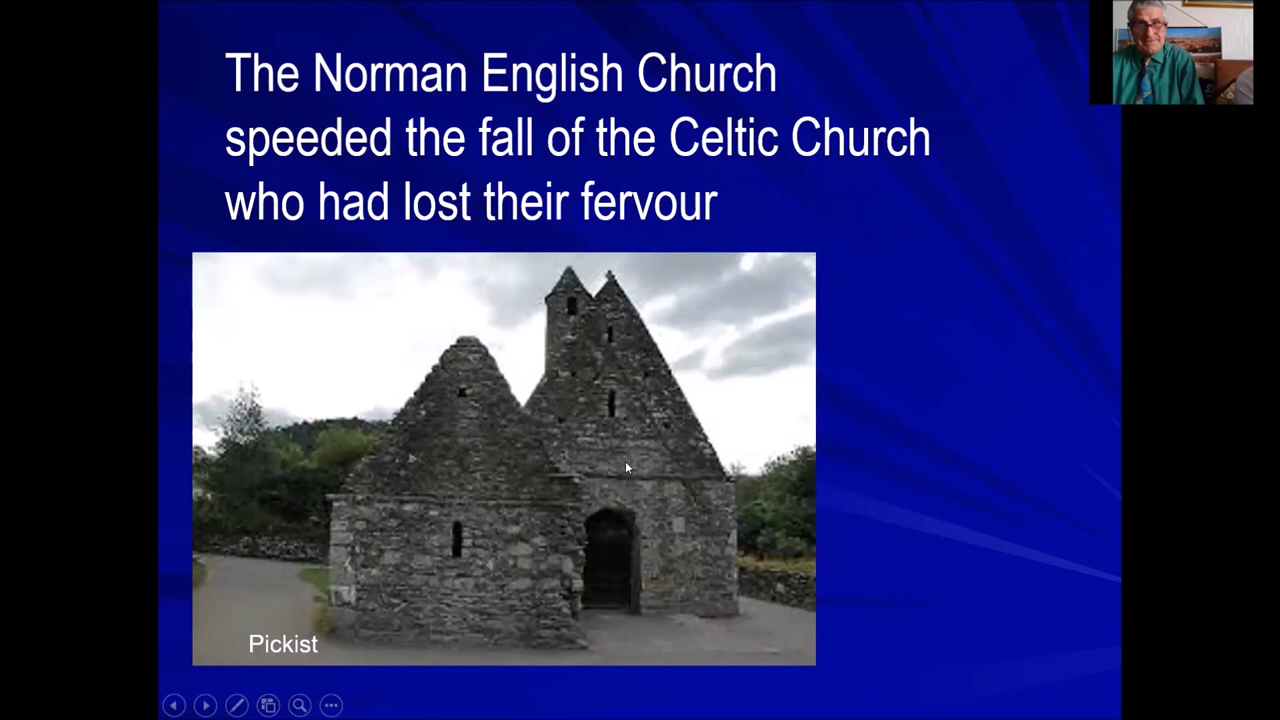 The Norman English Church
speeded the fall of the Celtic Church
who had lost their fervour
Pickist